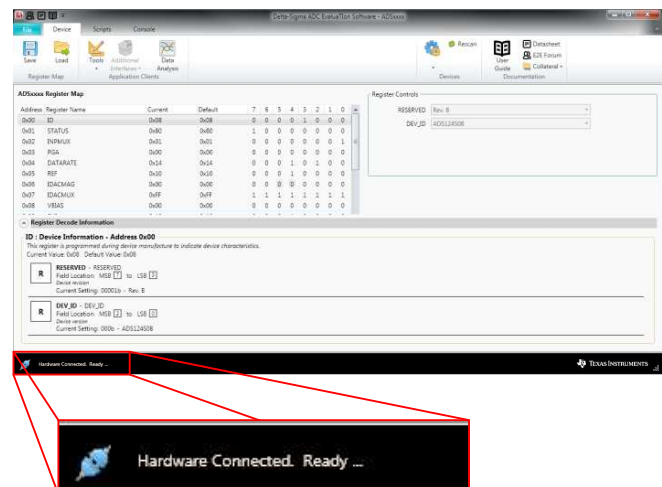 Delta-Sigma ADC Evaluation Software - ADSxxxx
File Device Scripts Console
Save Load Tools Additional Interfaces Data Analysis
Register Map Application Clients
Rescan
Devices
User Guide
Datasheet
E2E Forum
Collateral
Documentation
ADSxxxx Register Map
Address Register Name Current Default 7 6 5 4 3 2 1 0
0x00 ID 0x08 0x08 0 0 0 0 1 0 0 0
0x01 STATUS 0x80 0x80 1 0 0 0 0 0 0 0
0x02 INPMUX 0x01 0x01 0 0 0 0 0 0 0 1
0x03 PGA 0x00 0x00 0 0 0 0 0 0 0 0
0x04 DATARATE 0x14 0x14 0 0 0 1 0 1 0 0
0x05 REF 0x10 0x10 0 0 0 1 0 0 0 0
0x06 IDACMAG 0x00 0x00 0 0 0 0 0 0 0 0
0x07 IDACMUX 0xFF 0xFF 1 1 1 1 1 1 1 1
0x08 VBIAS 0x00 0x00 0 0 0 0 0 0 0 0
Register Controls
RESERVED Rev. B
DEV_ID ADS124S08
Register Decode Information
ID : Device Information - Address 0x00
This register is programmed during device manufacture to indicate device characteristics.
Current Value: 0x08 Default Value: 0x08
R
RESERVED - RESERVED
Field Location: MSB 7 to LSB 3
Device revision
Current Setting: 00001b - Rev. B
R
DEV_ID - DEV_ID
Field Location: MSB 2 to LSB 0
Device version
Current Setting: 000b - ADS124S08
Hardware Connected. Ready ...
TEXAS INSTRUMENTS
Hardware Connected. Ready ...